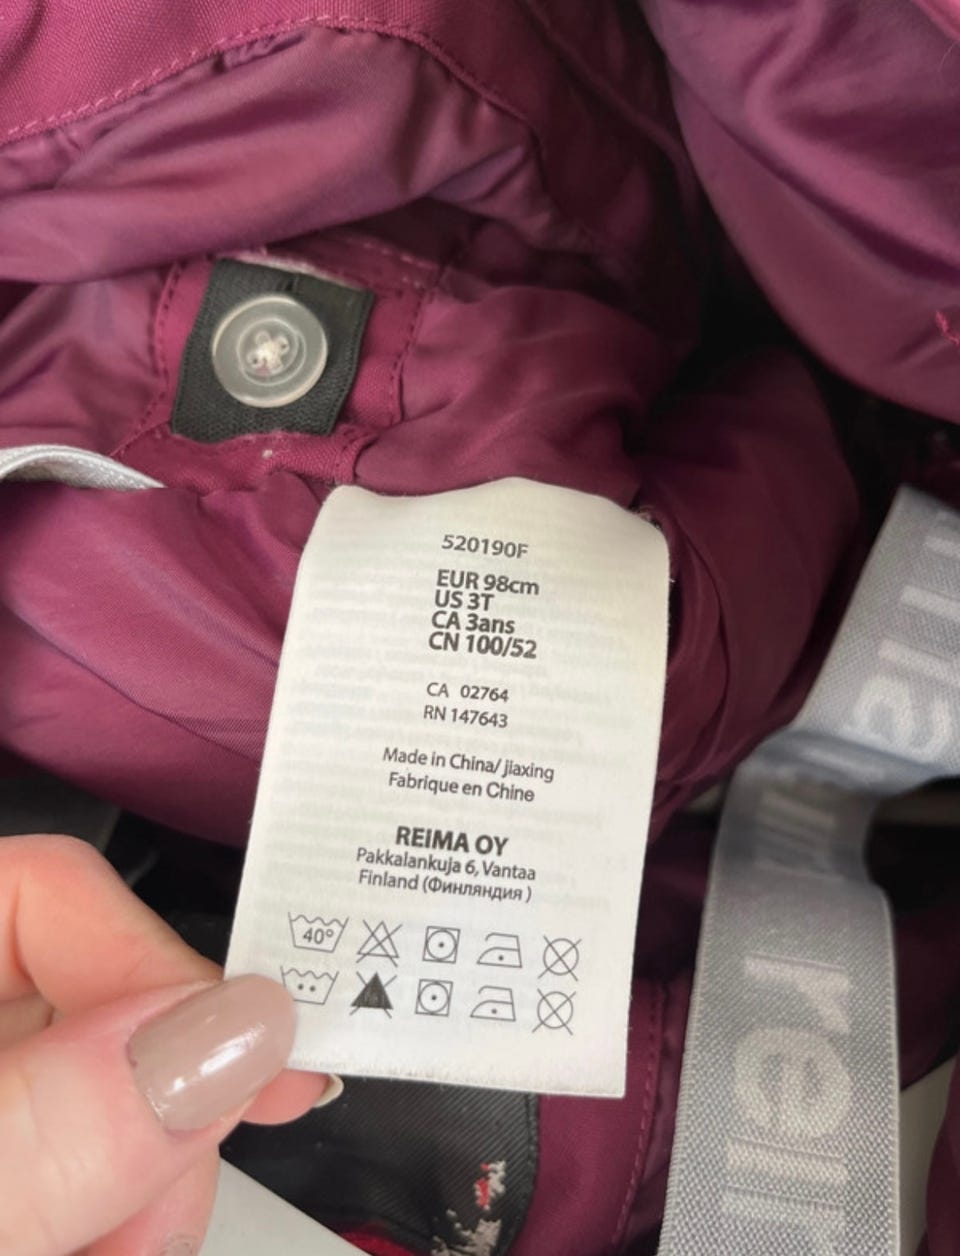 520190F
EUR 98cm
US 3T
CA 3ans
CN 100/52
CA 02764
RN 147643
Made in China/ jiaxing
Fabrique en Chine
REIMA OY
Pakkalankuja 6, Vantaa
Finland (Финляндия )
40°
rei